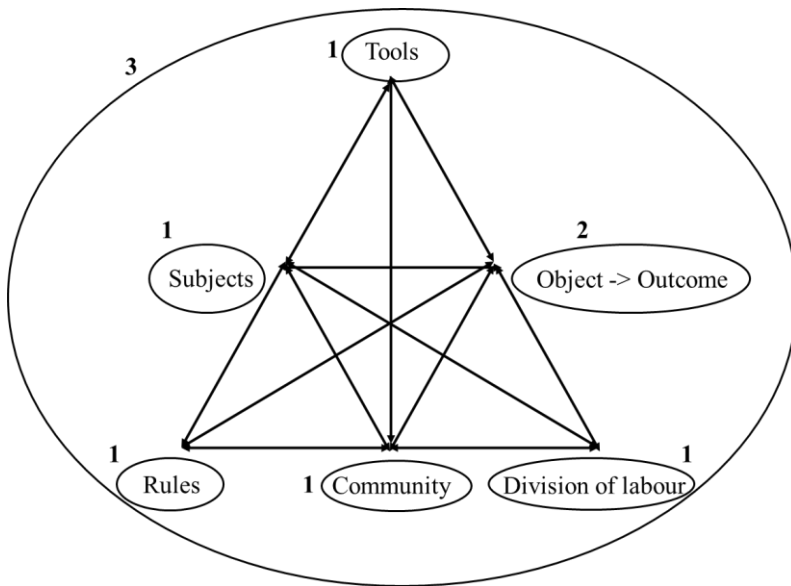 1 Tools
3
1
Subjects
2
Object -> Outcome
1
Rules
1 Community
1
Division of labour